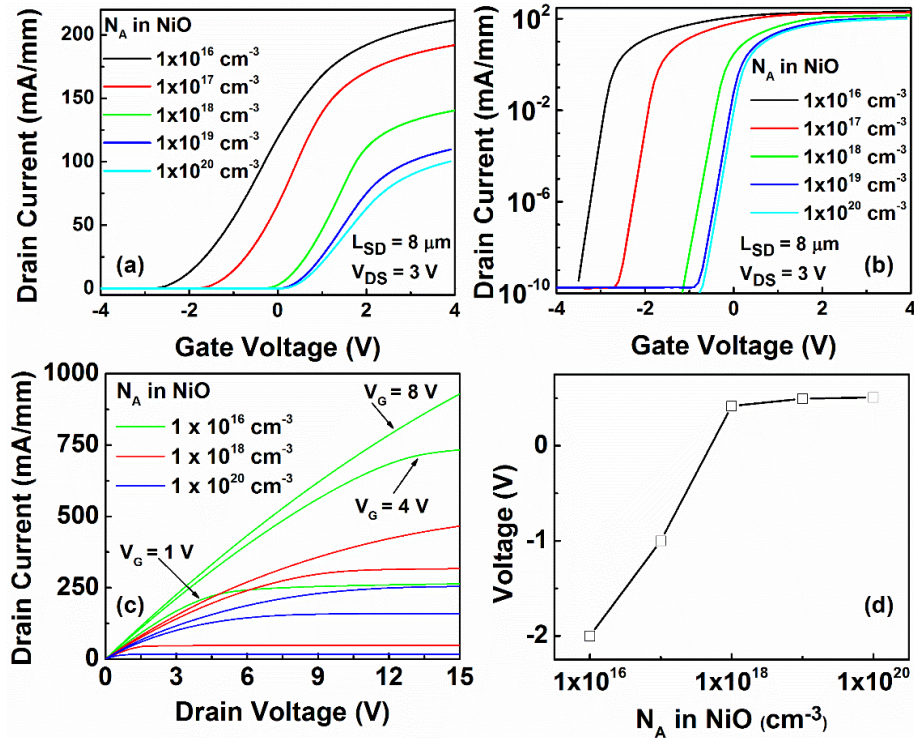 Drain Current (mA/mm)
200
150
100
50
0
N_A in NiO
1x10^16 cm-3
1x10^17 cm-3
1x10^18 cm-3
1x10^19 cm-3
1x10^20 cm-3
(a)
L_SD = 8 μm
V_DS = 3 V
-4 -2 0 2 4
Gate Voltage (V)
Drain Current (mA/mm)
10^2
10^-2
10^-6
10^-10
N_A in NiO
1x10^16 cm-3
1x10^17 cm-3
1x10^18 cm-3
1x10^19 cm-3
1x10^20 cm-3
(b)
L_SD = 8 μm
V_DS = 3 V
-4 -2 0 2 4
Gate Voltage (V)
Drain Current (mA/mm)
1000
750
500
250
0
N_A in NiO
1 x 10^16 cm-3
1 x 10^18 cm-3
1 x 10^20 cm-3
V_G = 8 V
V_G = 4 V
V_G = 1 V
(c)
0 3 6 9 12 15
Drain Voltage (V)
Voltage (V)
0
-1
-2
(d)
1x10^16 1x10^18 1x10^20
N_A in NiO (cm-3)